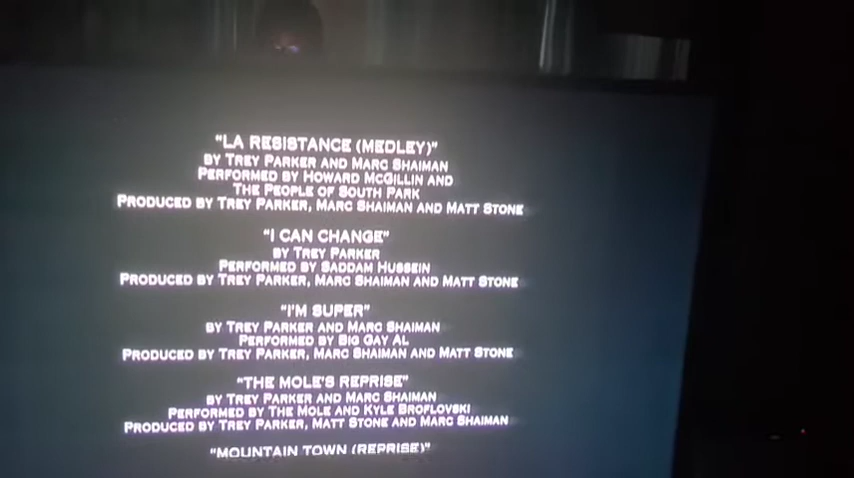 "LA RESISTANCE (MEDLEY)"
BY TREY PARKER AND MARC SHAIMAN
PERFORMED BY HOWARD MCGILLIN AND
THE PEOPLE OF SOUTH PARK
PRODUCED BY TREY PARKER, MARC SHAIMAN AND MATT STONE
"I CAN CHANGE"
BY TREY PARKER
PERFORMED BY SADDAM HUSSEIN
PRODUCED BY TREY PARKER, MARC SHAIMAN AND MATT STONE
"I'M SUPER"
BY TREY PARKER AND MARC SHAIMAN
PERFORMED BY BIG GAY AL
PRODUCED BY TREY PARKER, MARC SHAIMAN AND MATT STONE
"THE MOLE'S REPRISE"
BY TREY PARKER AND MARC SHAIMAN
PERFORMED BY THE MOLE AND KYLE BROFLOVSKI
PRODUCED BY TREY PARKER, MATT STONE AND MARC SHAIMAN
"MOUNTAIN TOWN (REPRISE)"